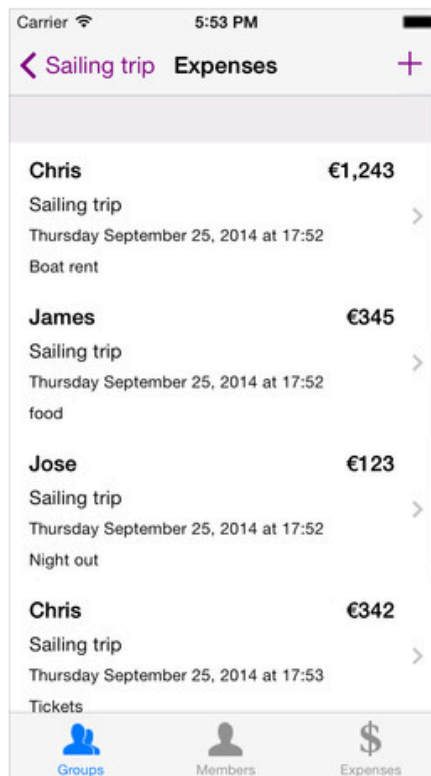 Carrier 5:53 PM
Sailing trip Expenses +
Chris €1,243
Sailing trip
Thursday September 25, 2014 at 17:52
Boat rent
James €345
Sailing trip
Thursday September 25, 2014 at 17:52
food
Jose €123
Sailing trip
Thursday September 25, 2014 at 17:52
Night out
Chris €342
Sailing trip
Thursday September 25, 2014 at 17:53
Tickets
$
Groups Members Expenses